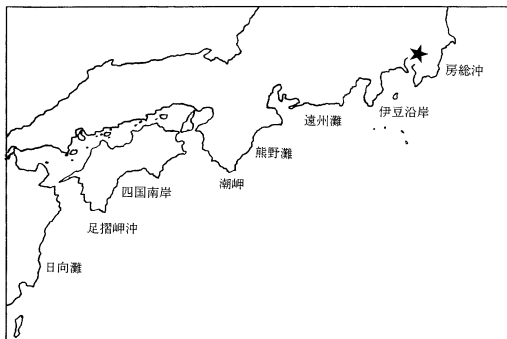 房総沖
伊豆沿岸
遠州灘
熊野灘
潮岬
四国南岸
足摺岬沖
日向灘